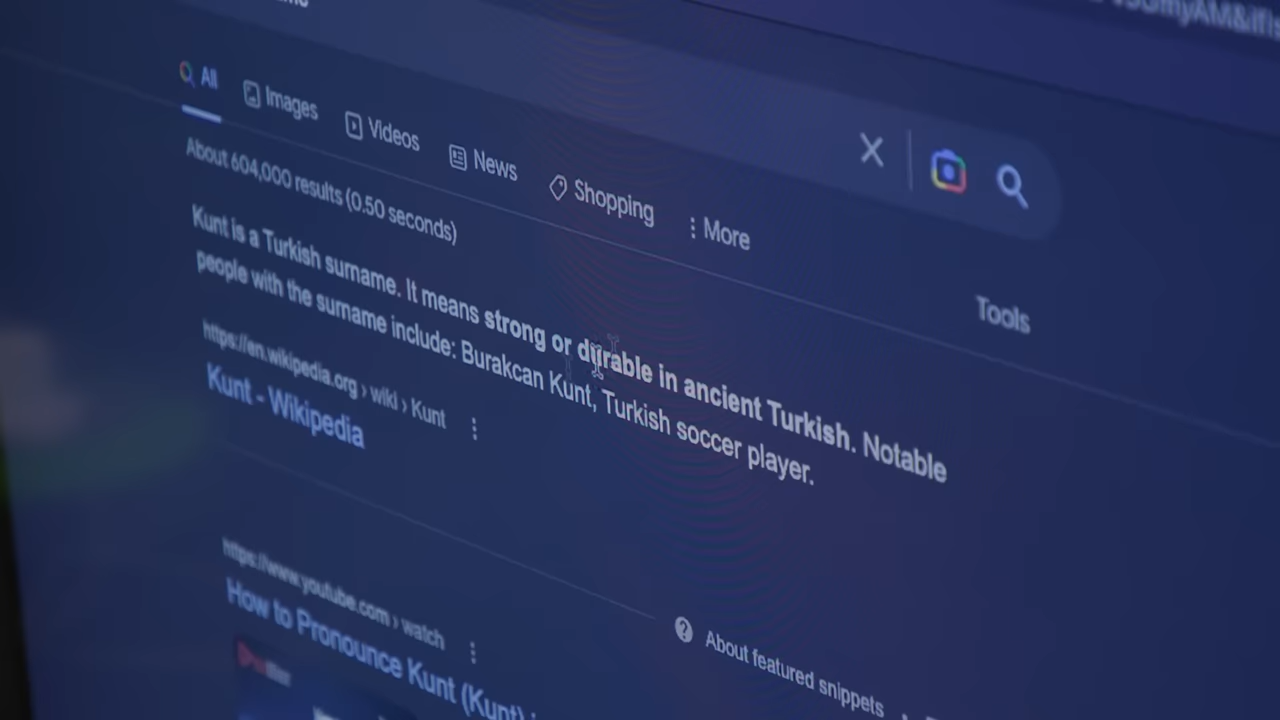 All Images Videos News Shopping More
Tools
About 604,000 results (0.50 seconds)
Kunt is a Turkish surname. It means strong or durable in ancient Turkish. Notable
people with the surname include: Burakcan Kunt, Turkish soccer player.
https://en.wikipedia.org › wiki › Kunt
Kunt - Wikipedia
About featured snippets
https://www.youtube.com › watch
How to Pronounce Kunt (Kunt)